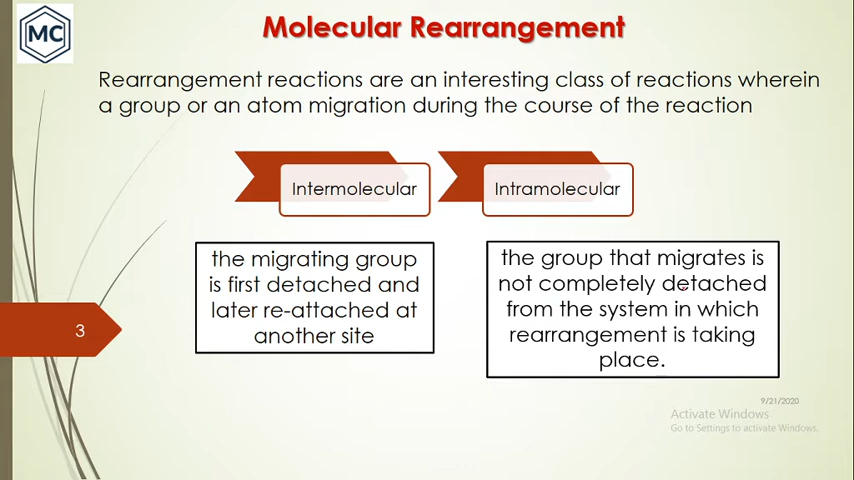 MC
Molecular Rearrangement
Rearrangement reactions are an interesting class of reactions wherein
a group or an atom migration during the course of the reaction
Intermolecular
Intramolecular
the migrating group
is first detached and
later re-attached at
another site
the group that migrates is
not completely detached
from the system in which
rearrangement is taking
place.
3
9/21/2020
Activate Windows
Go to Settings to activate Windows.